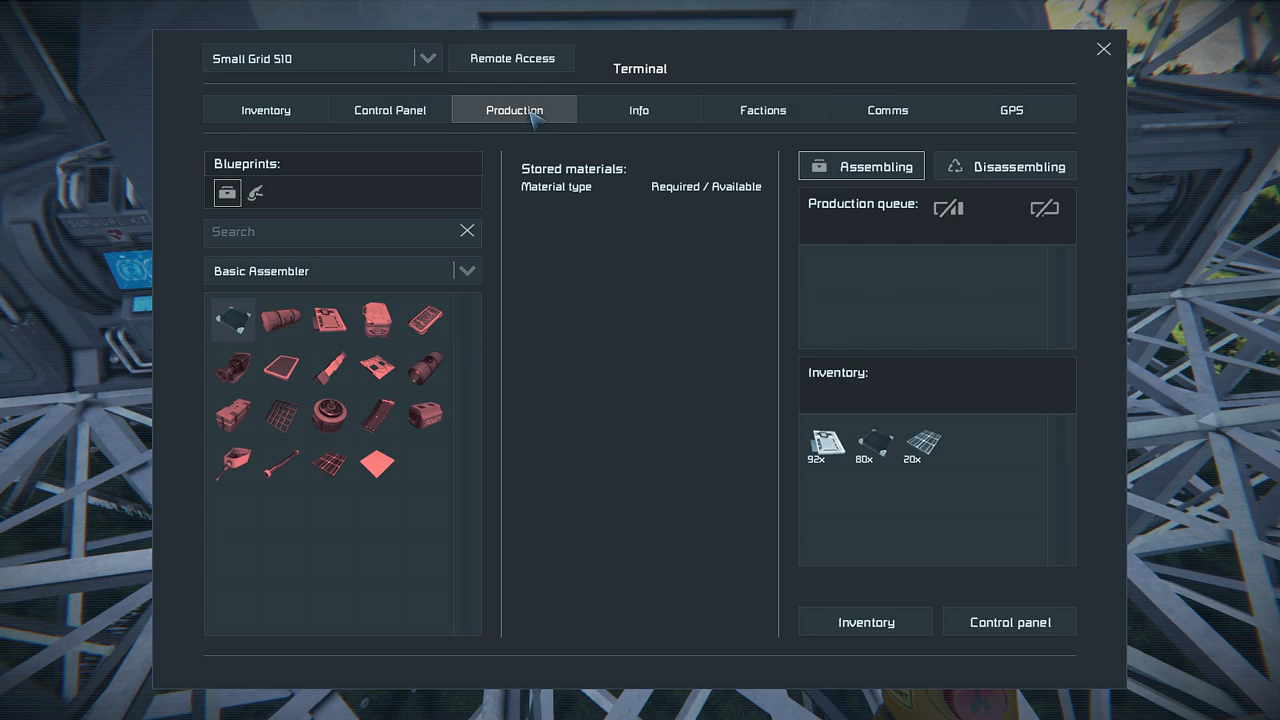 Small Grid 510
Remote Access
Terminal
Inventory
Control Panel
Production
Info
Factions
Comms
GPS
Blueprints:
Search
Basic Assembler
Stored materials:
Material type
Required / Available
Assembling
Disassembling
Production queue:
Inventory:
92x
80x
20x
Inventory
Control panel